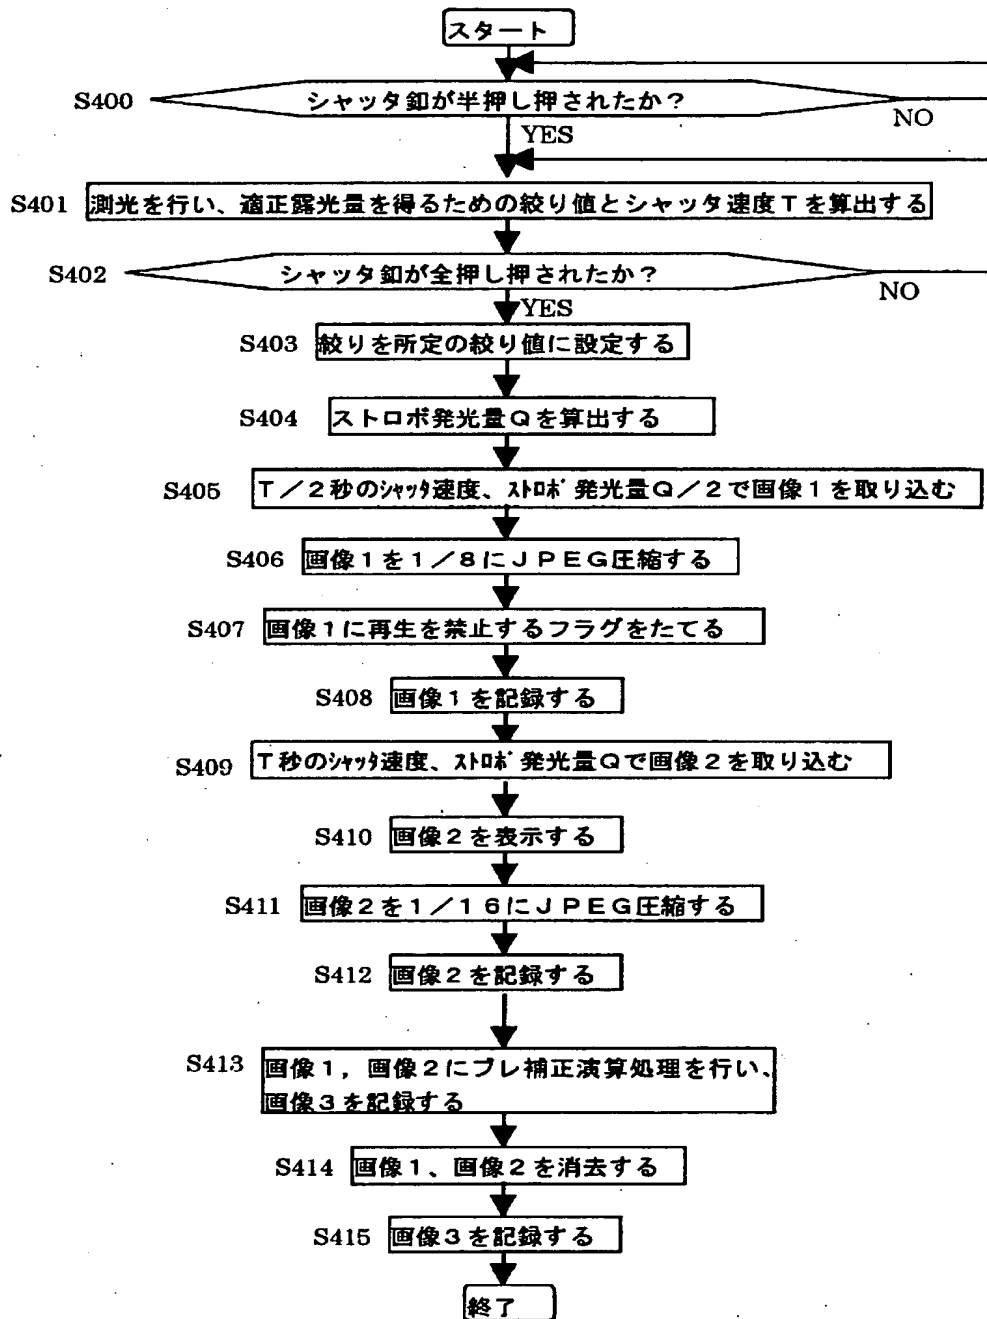 スタート
S400 シャッタ釦が半押し押されたか？
NO
YES
S401 測光を行い、適正露光量を得るための絞り値とシャッタ速度Tを算出する
S402 シャッタ釦が全押し押されたか？
NO
YES
S403 絞りを所定の絞り値に設定する
S404 ストロボ発光量Qを算出する
S405 T／2秒のｼｬｯﾀ速度、ｽﾄﾛﾎﾞ発光量Q／2で画像1を取り込む
S406 画像1を1／8にJPEG圧縮する
S407 画像1に再生を禁止するフラグをたてる
S408 画像1を記録する
S409 T秒のｼｬｯﾀ速度、ｽﾄﾛﾎﾞ発光量Qで画像2を取り込む
S410 画像2を表示する
S411 画像2を1／16にJPEG圧縮する
S412 画像2を記録する
S413 画像1，画像2にブレ補正演算処理を行い、
画像3を記録する
S414 画像1、画像2を消去する
S415 画像3を記録する
終了